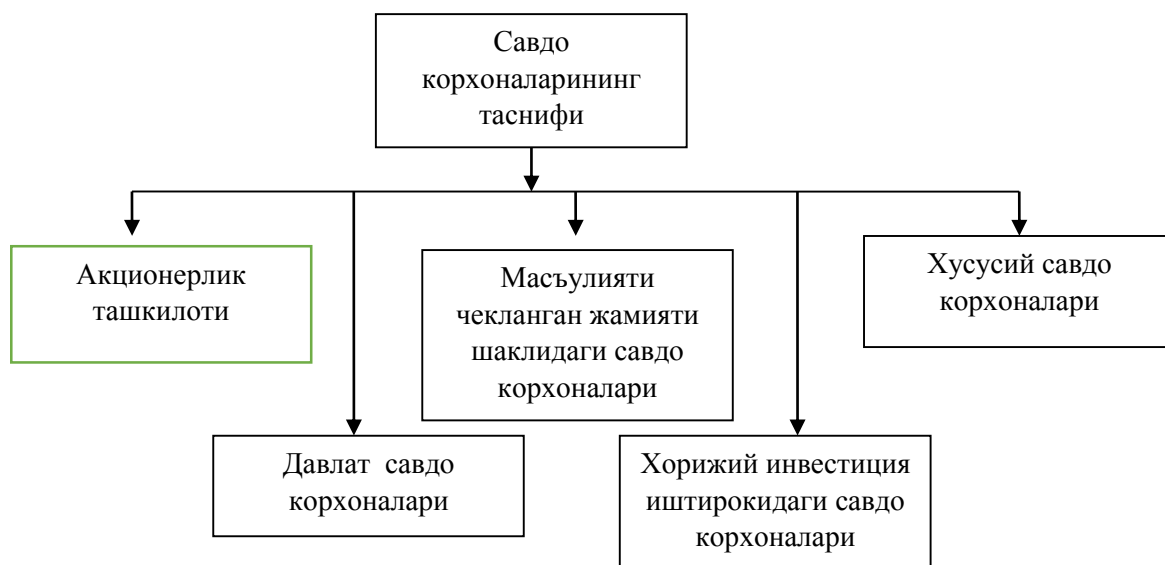 Савдо
корхоналарининг
таснифи
Акционерлик
ташкилоти
Масъулияти
чекланган жамияти
шаклидаги савдо
корхоналари
Хусусий савдо
корхоналари
Давлат савдо
корхоналари
Хорижий инвестиция
иштирокидаги савдо
корхоналари